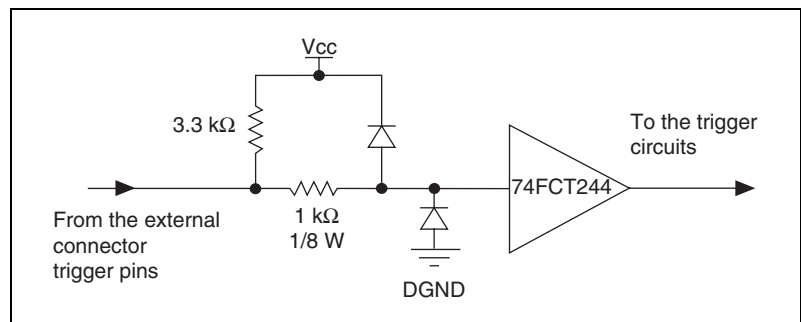 Vcc
3.3 kΩ
To the trigger
circuits
74FCT244
From the external
connector
trigger pins
1 kΩ
1/8 W
DGND